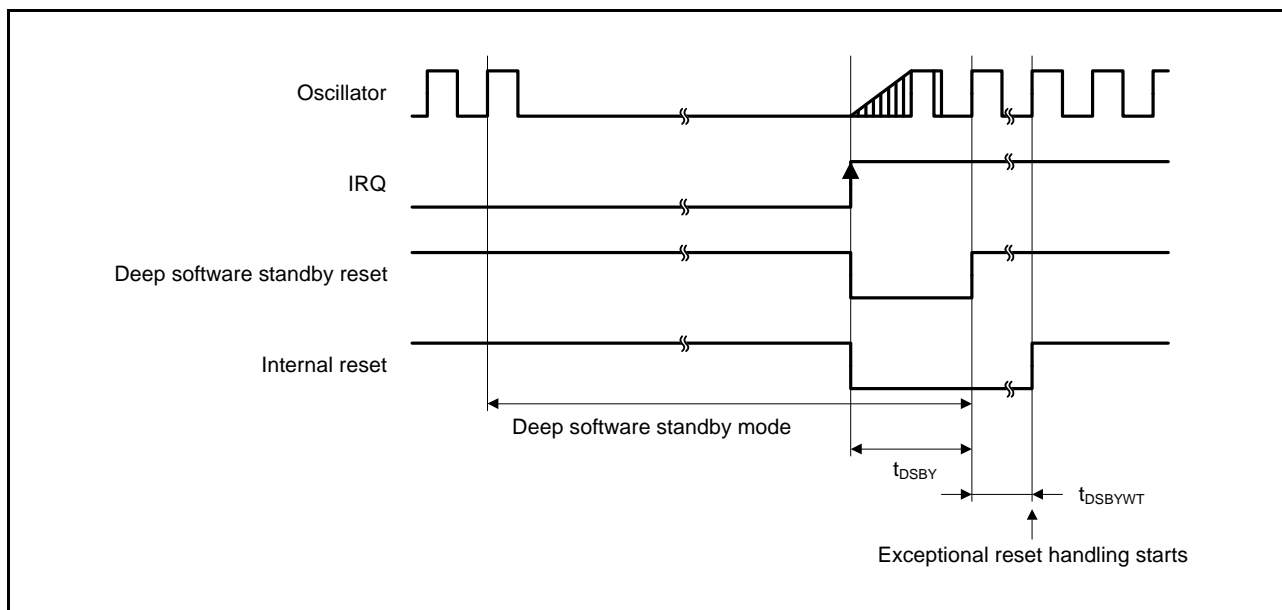 Oscillator
IRQ
Deep software standby reset
Internal reset
Deep software standby mode
tDSBY
tDSBYWT
Exceptional reset handling starts